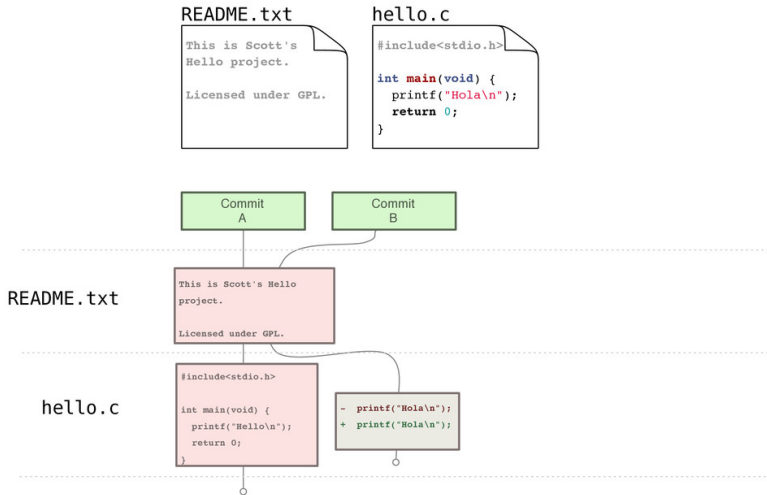 README.txt
This is Scott's
Hello project.
Licensed under GPL.
hello.c
#include<stdio.h>
int main(void) {
printf("Hola\n");
return 0;
}
Commit
A
Commit
B
README.txt
This is Scott's Hello
project.
Licensed under GPL.
hello.c
#include<stdio.h>
int main(void) {
printf("Hello\n");
return 0;
}
- printf("Hola\n");
+ printf("Hola\n");